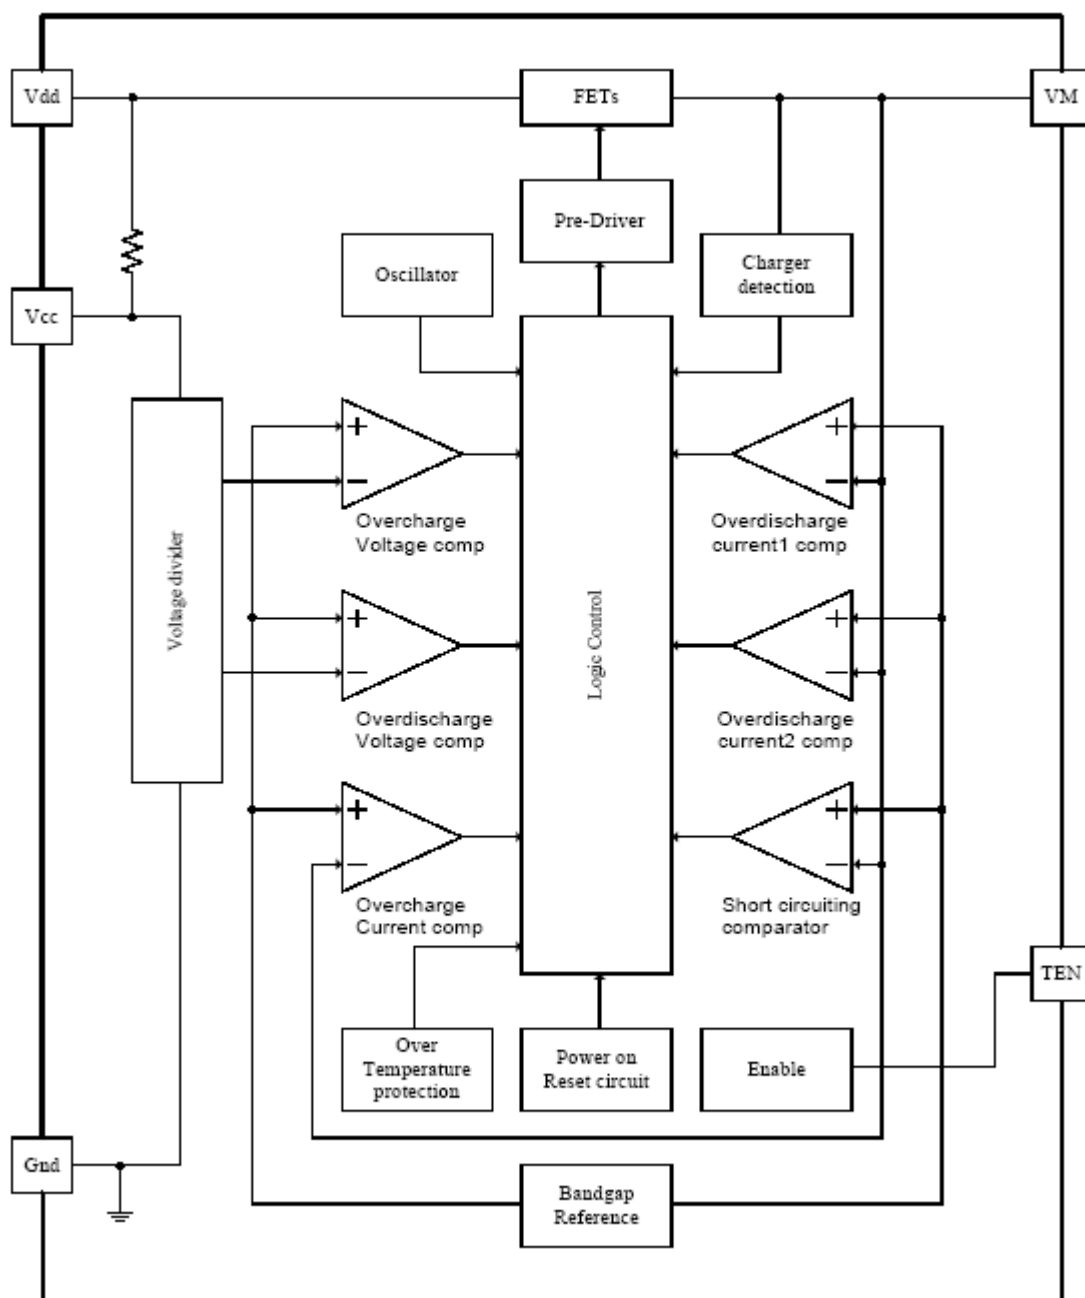 Vdd
FETs
VM
Pre-Driver
Oscillator
Charger
detection
Vcc
+
−
Overcharge
Voltage comp
+
−
Overdischarge
current1 comp
Voltage divider
Logic Control
+
−
Overdischarge
Voltage comp
+
−
Overdischarge
current2 comp
+
−
Overcharge
Current comp
+
−
Short circuiting
comparator
TEN
Over
Temperature
protection
Power on
Reset circuit
Enable
Gnd
Bandgap
Reference